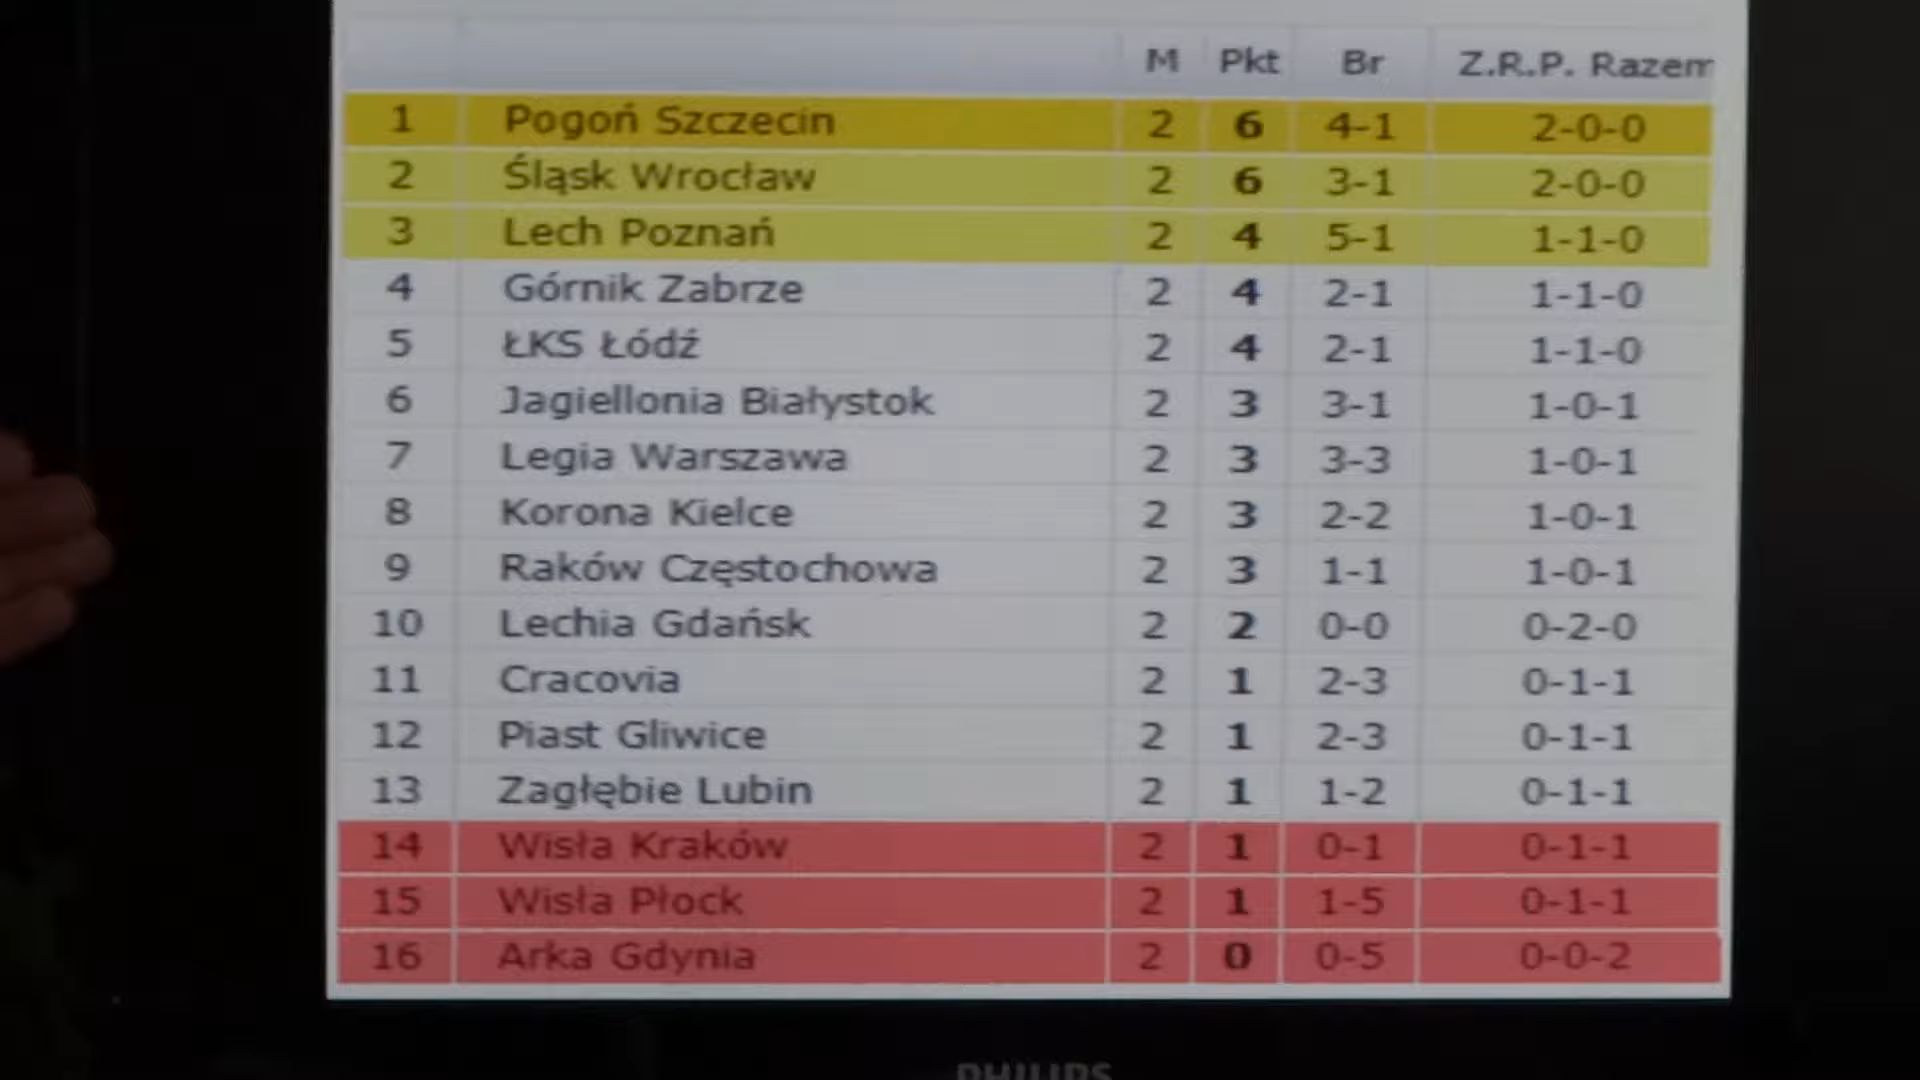 M Pkt Br Z.R.P. Razem
1 Pogoń Szczecin 2 6 4-1 2-0-0
2 Śląsk Wrocław 2 6 3-1 2-0-0
3 Lech Poznań 2 4 5-1 1-1-0
4 Górnik Zabrze 2 4 2-1 1-1-0
5 ŁKS Łódź 2 4 2-1 1-1-0
6 Jagiellonia Białystok 2 3 3-1 1-0-1
7 Legia Warszawa 2 3 3-3 1-0-1
8 Korona Kielce 2 3 2-2 1-0-1
9 Raków Częstochowa 2 3 1-1 1-0-1
10 Lechia Gdańsk 2 2 0-0 0-2-0
11 Cracovia 2 1 2-3 0-1-1
12 Piast Gliwice 2 1 2-3 0-1-1
13 Zagłębie Lubin 2 1 1-2 0-1-1
14 Wisła Kraków 2 1 0-1 0-1-1
15 Wisła Płock 2 1 1-5 0-1-1
16 Arka Gdynia 2 0 0-5 0-0-2
PHILIPS